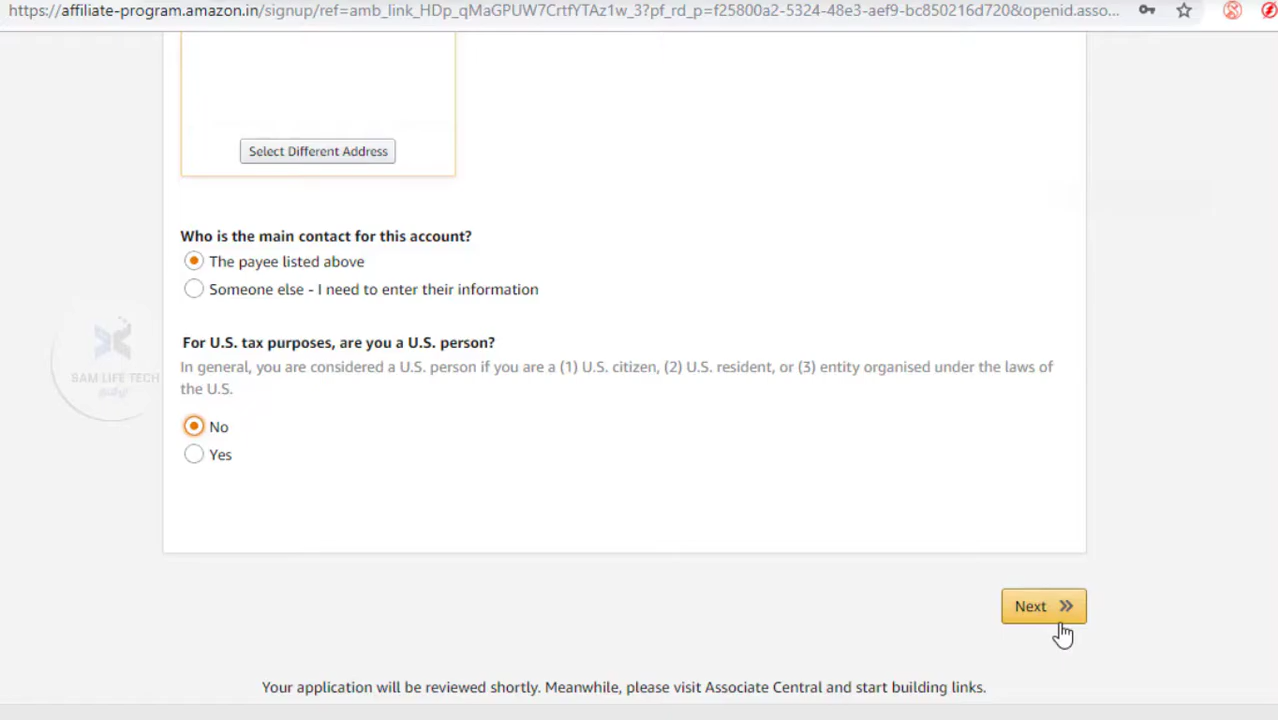 https://affiliate-program.amazon.in/signup/ref=amb_link_HDp_qMaGPUW7CrtfYTAz1w_3?pf_rd_p=f25800a2-5324-48e3-aef9-bc850216d720&openid.asso...
Select Different Address
Who is the main contact for this account?
The payee listed above
Someone else - I need to enter their information
For U.S. tax purposes, are you a U.S. person?
In general, you are considered a U.S. person if you are a (1) U.S. citizen, (2) U.S. resident, or (3) entity organised under the laws of
the U.S.
SAM LIFE TECH
No
Yes
Next
Your application will be reviewed shortly. Meanwhile, please visit Associate Central and start building links.